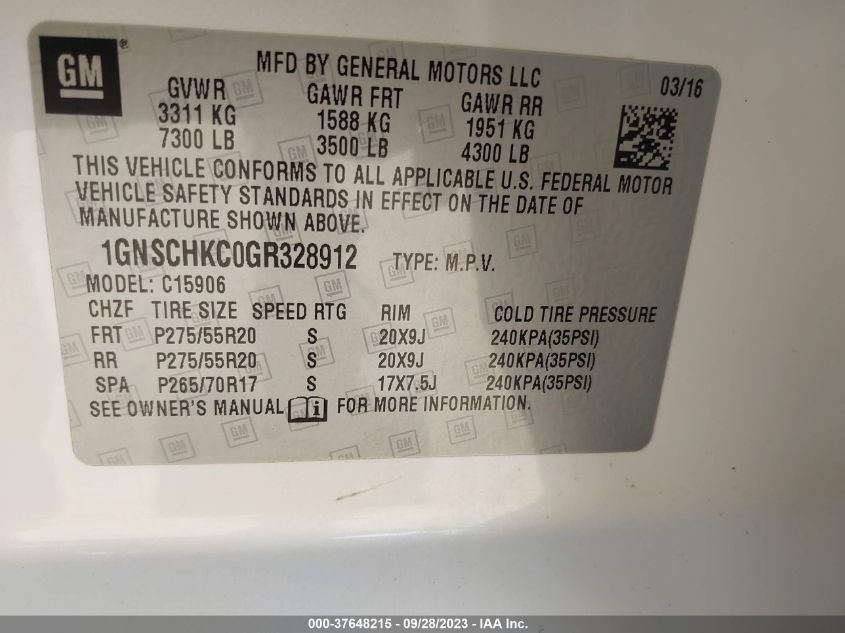 GM®
MFD BY GENERAL MOTORS LLC 03/16
GVWR GAWR FRT GAWR RR
3311 KG 1588 KG 1951 KG
7300 LB 3500 LB 4300 LB
THIS VEHICLE CONFORMS TO ALL APPLICABLE U.S. FEDERAL MOTOR
VEHICLE SAFETY STANDARDS IN EFFECT ON THE DATE OF
MANUFACTURE SHOWN ABOVE.
1GNSCHKC0GR328912 TYPE: M.P.V.
MODEL: C15906
CHZF TIRE SIZE SPEED RTG RIM COLD TIRE PRESSURE
FRT P275/55R20 S 20X9J 240KPA(35PSI)
RR P275/55R20 S 20X9J 240KPA(35PSI)
SPA P265/70R17 S 17X7.5J 240KPA(35PSI)
SEE OWNER'S MANUAL i FOR MORE INFORMATION.
000-37648215 - 09/28/2023 - IAA Inc.